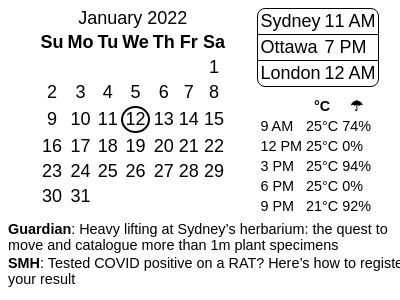 January 2022
Su Mo Tu We Th Fr Sa
1
2 3 4 5 6 7 8
9 10 11 12 13 14 15
16 17 18 19 20 21 22
23 24 25 26 27 28 29
30 31
Sydney 11 AM
Ottawa 7 PM
London 12 AM
°C ☂
9 AM 25°C 74%
12 PM 25°C 0%
3 PM 25°C 94%
6 PM 25°C 0%
9 PM 21°C 92%
Guardian: Heavy lifting at Sydney’s herbarium: the quest to
move and catalogue more than 1m plant specimens
SMH: Tested COVID positive on a RAT? Here’s how to registe
your result